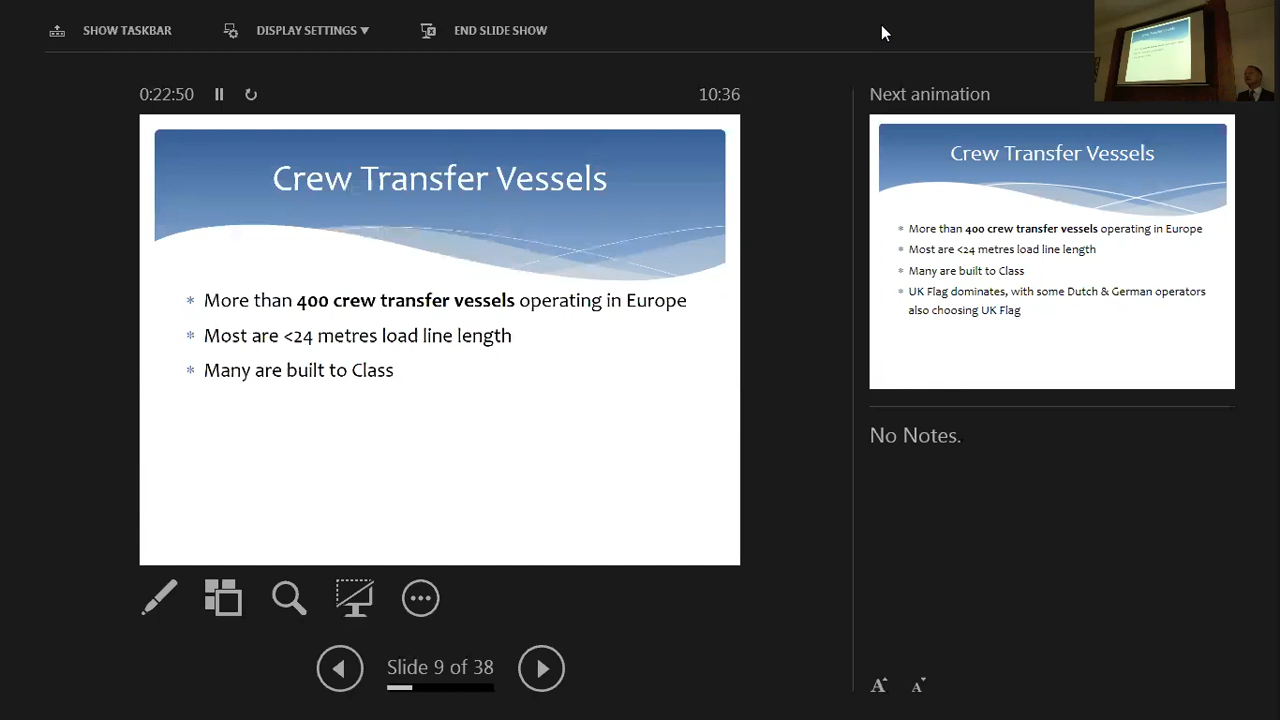 SHOW TASKBAR
DISPLAY SETTINGS ▼
END SLIDE SHOW
0:22:50
10:36
Crew Transfer Vessels
* More than 400 crew transfer vessels operating in Europe
* Most are <24 metres load line length
* Many are built to Class
Slide 9 of 38
Next animation
Crew Transfer Vessels
* More than 400 crew transfer vessels operating in Europe
* Most are <24 metres load line length
* Many are built to Class
* UK Flag dominates, with some Dutch & German operators
also choosing UK Flag
No Notes.
A A